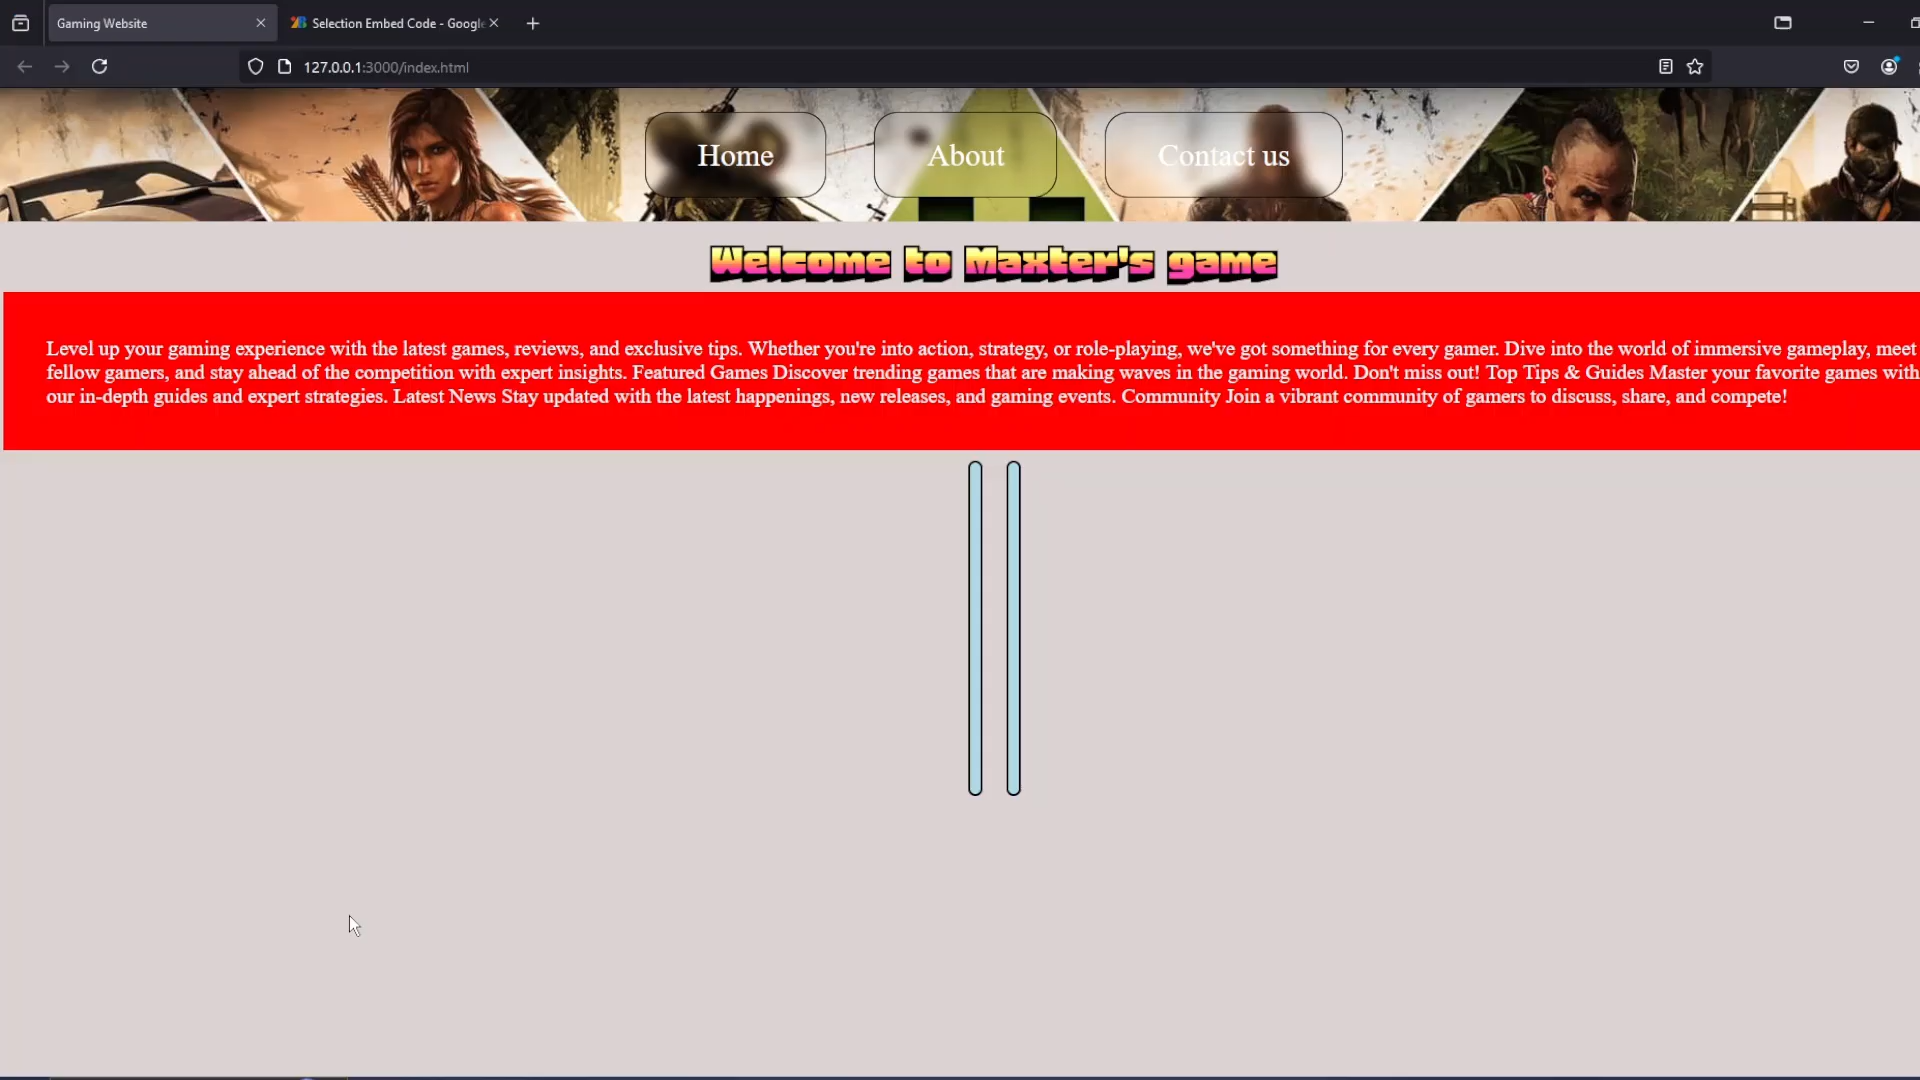 Gaming Website
Selection Embed Code - Google
127.0.0.1:3000/index.html
Home
About
Contact us
Welcome to Maxter's game
Level up your gaming experience with the latest games, reviews, and exclusive tips. Whether you're into action, strategy, or role-playing, we've got something for every gamer. Dive into the world of immersive gameplay, meet
fellow gamers, and stay ahead of the competition with expert insights. Featured Games Discover trending games that are making waves in the gaming world. Don't miss out! Top Tips & Guides Master your favorite games with
our in-depth guides and expert strategies. Latest News Stay updated with the latest happenings, new releases, and gaming events. Community Join a vibrant community of gamers to discuss, share, and compete!